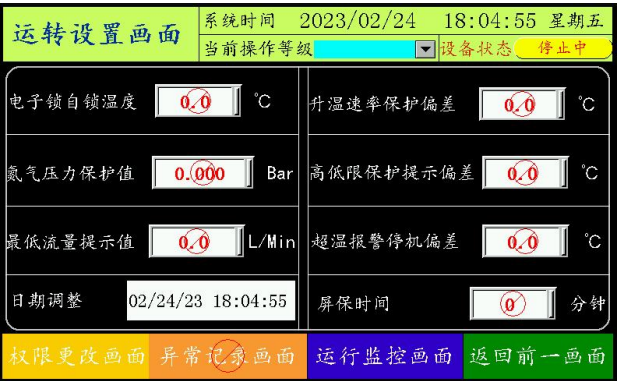 运转设置画面
系统时间 2023/02/24 18:04:55 星期五
当前操作等级 设备状态 停止中
电子锁自锁温度 0.0 ℃ 升温速率保护偏差 0.0 ℃
氮气压力保护值 0.000 Bar 高低限保护提示偏差 0.0 ℃
最低流量提示值 0.0 L/Min 超温报警停机偏差 0.0 ℃
日期调整 02/24/23 18:04:55 屏保时间 0 分钟
权限更改画面 异常记录画面 运行监控画面 返回前一画面